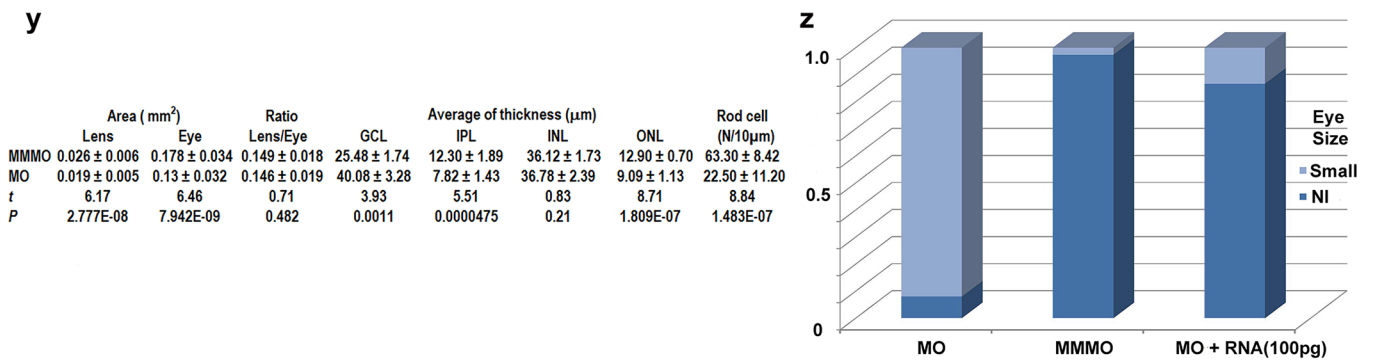 y
Area ( mm²) Ratio Average of thickness (μm) Rod cell
Lens Eye Lens/Eye GCL IPL INL ONL (N/10μm)
MMMO 0.026 ± 0.006 0.178 ± 0.034 0.149 ± 0.018 25.48 ± 1.74 12.30 ± 1.89 36.12 ± 1.73 12.90 ± 0.70 63.30 ± 8.42
MO 0.019 ± 0.005 0.13 ± 0.032 0.146 ± 0.019 40.08 ± 3.28 7.82 ± 1.43 36.78 ± 2.39 9.09 ± 1.13 22.50 ± 11.20
t 6.17 6.46 0.71 3.93 5.51 0.83 8.71 8.84
P 2.777E-08 7.942E-09 0.482 0.0011 0.0000475 0.21 1.809E-07 1.483E-07
z
1.0
0.5
0
MO MMMO MO + RNA(100pg)
Eye
Size
Small
NI